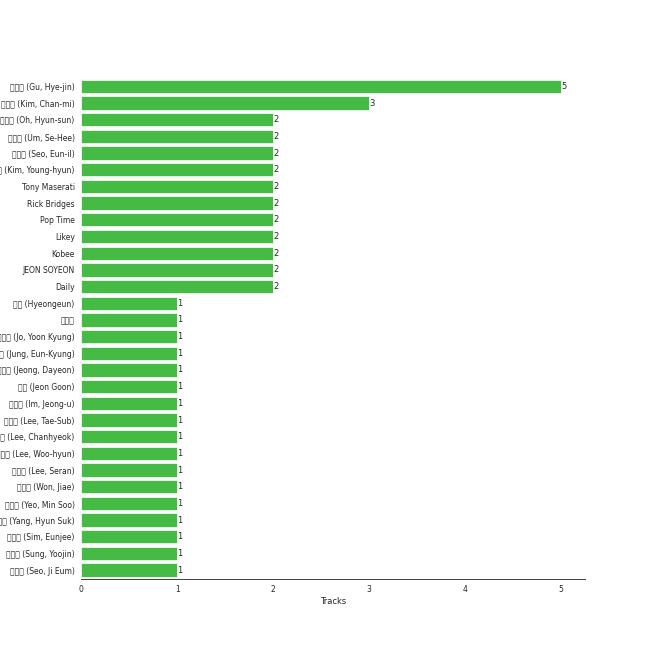 (Gu, Hye-jin) 5
(Kim, Chan-mi) 3
(Oh, Hyun-sun) 2
(Um, Se-Hee) 2
(Seo, Eun-il) 2
(Kim, Young-hyun) 2
Tony Maserati 2
Rick Bridges 2
Pop Time 2
Likey 2
Kobee 2
JEON SOYEON 2
Daily 2
(Hyeongeun) 1
1
(Jo, Yoon Kyung) 1
(Jung, Eun-Kyung) 1
(Jeong, Dayeon) 1
(Jeon Goon) 1
(Im, Jeong-u) 1
(Lee, Tae-Sub) 1
(Lee, Chanhyeok) 1
(Lee, Woo-hyun) 1
(Lee, Seran) 1
(Won, Jiae) 1
(Yeo, Min Soo) 1
(Yang, Hyun Suk) 1
(Sim, Eunjee) 1
(Sung, Yoojin) 1
(Seo, Ji Eum) 1
0 1 2 3 4 5
Tracks